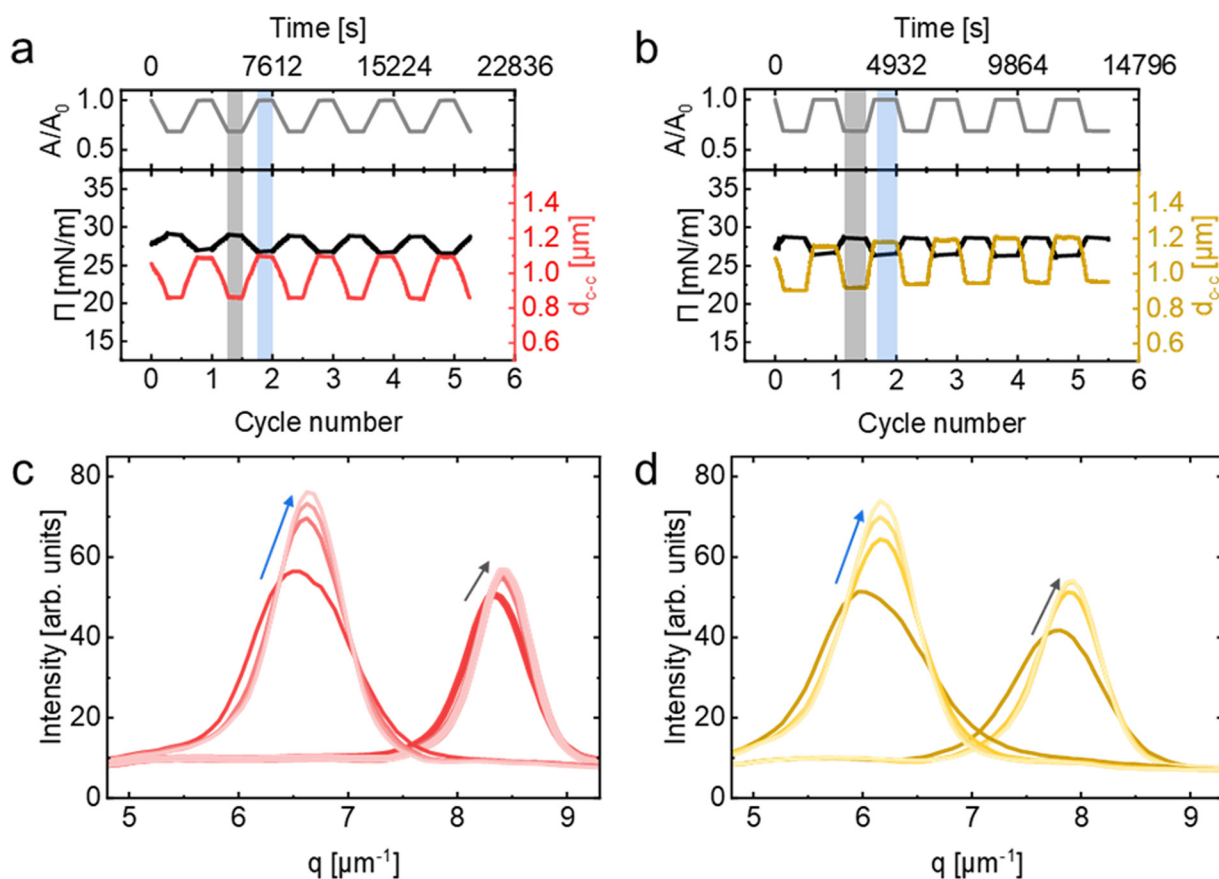 a
Time [s]
0 7612 15224 22836
A/A₀
1.0
0.5
Π [mN/m]
35
30
25
20
15
d_c-c [µm]
1.4
1.2
1.0
0.8
0.6
0 1 2 3 4 5 6
Cycle number
b
Time [s]
0 4932 9864 14796
A/A₀
1.0
0.5
Π [mN/m]
35
30
25
20
15
d_c-c [µm]
1.4
1.2
1.0
0.8
0.6
0 1 2 3 4 5 6
Cycle number
c
Intensity [arb. units]
80
60
40
20
0
5 6 7 8 9
q [µm⁻¹]
d
Intensity [arb. units]
80
60
40
20
0
5 6 7 8 9
q [µm⁻¹]